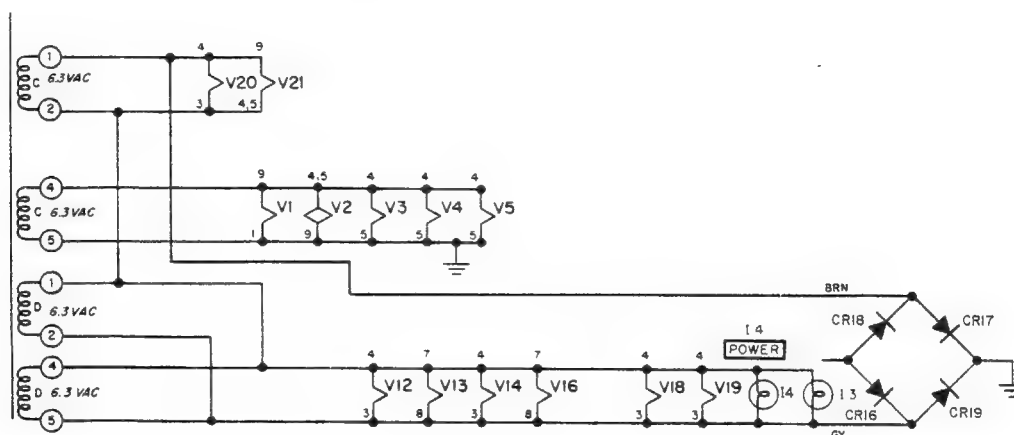 4 9
1
C 6.3VAC V20 V21
2 3 4,5
9 4,5 4 4 4
4
C 6.3VAC V1 V2 V3 V4 V5
5 1 9 5 5 5
1
D 6.3VAC
2
BRN
CR18 CR17
I4
POWER
4 4 7 4 7 4 4
D 6.3VAC V12 V13 V14 V16 V18 V19 I4 I3
5 3 8 3 8 3 3
CR16 CR19
GY